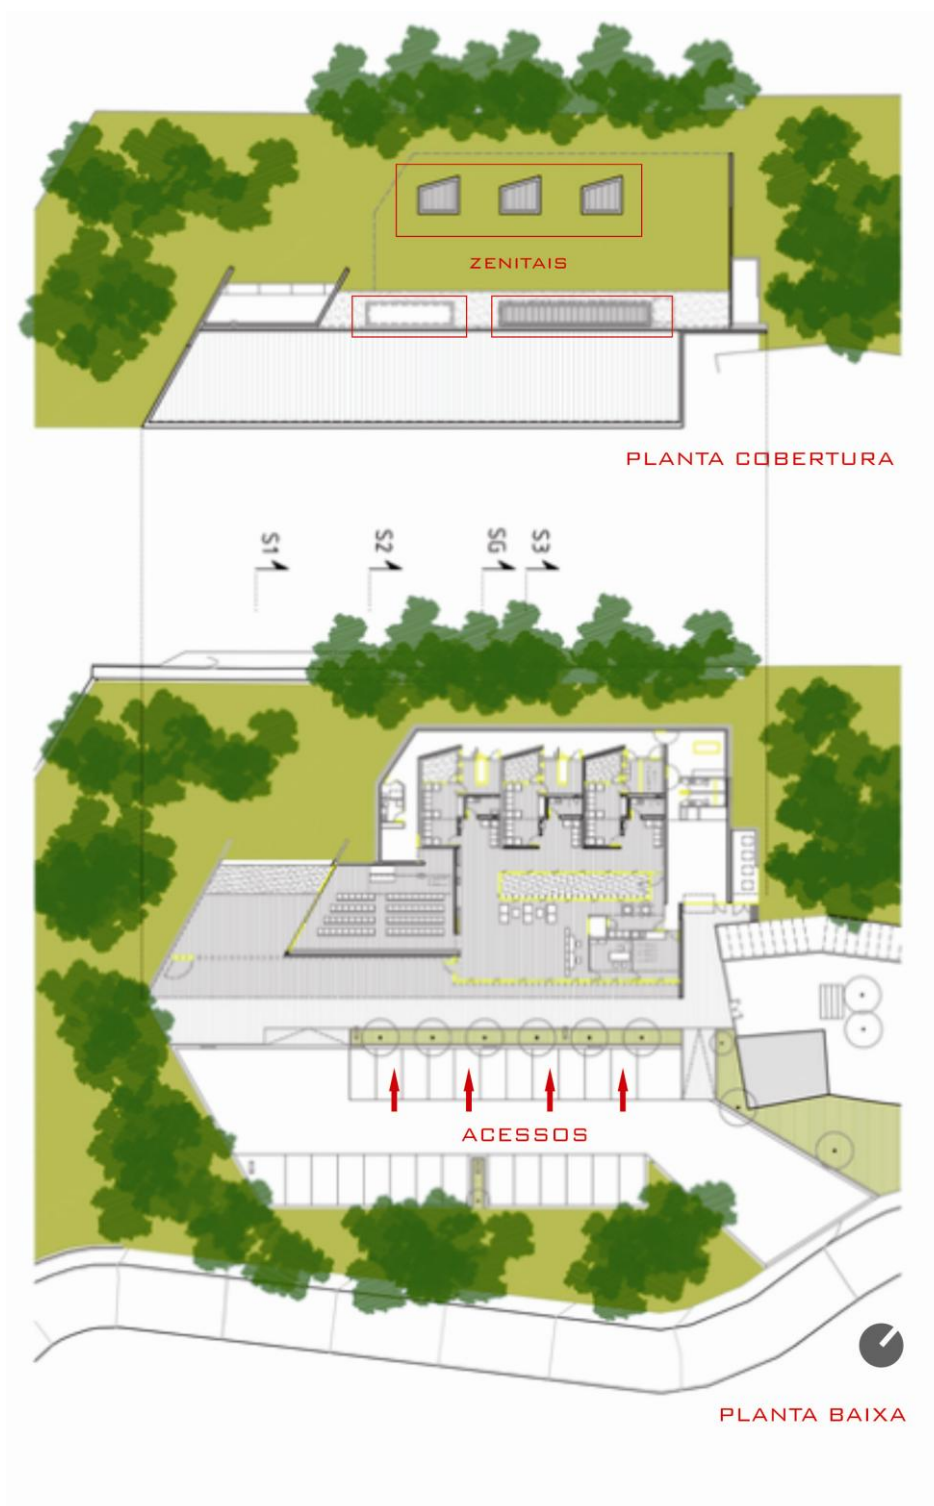 ZENITAIS
PLANTA COBERTURA
S1
S2
SG
S3
ACESSOS
PLANTA BAIXA